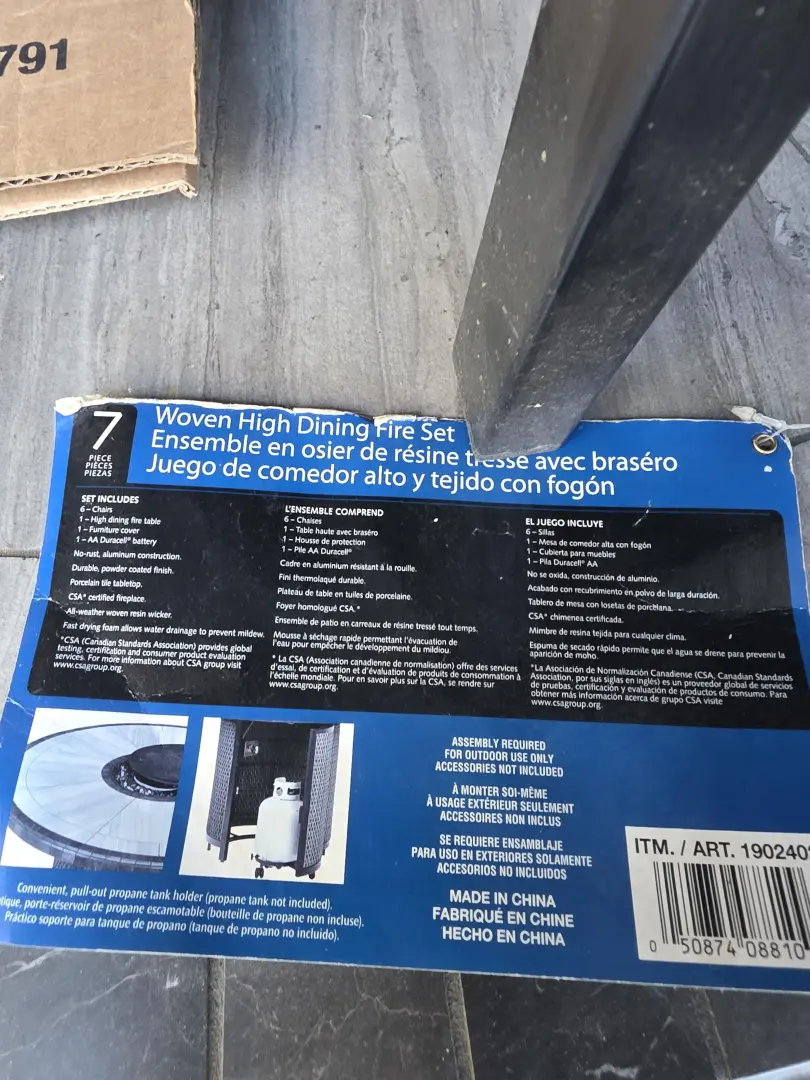 791
7
PIECE
PIÈCES
PIEZAS
Woven High Dining Fire Set
Ensemble en osier de résine tressé avec braséro
Juego de comedor alto y tejido con fogón
SET INCLUDES
6 – Chairs
1 – High dining fire table
1 – Furniture cover
1 – AA Duracell® battery
No-rust, aluminum construction.
Durable, powder coated finish.
Porcelain tile tabletop.
CSA* certified fireplace.
All-weather woven resin wicker.
Fast drying foam allows water drainage to prevent mildew.
*CSA (Canadian Standards Association) provides global
testing, certification and consumer product evaluation
services. For more information about CSA group visit
www.csagroup.org.
L'ENSEMBLE COMPREND
6 – Chaises
1 – Table haute avec braséro
1 – Housse de protection
1 – Pile AA Duracell®
Cadre en aluminium résistant à la rouille.
Fini thermolaqué durable.
Plateau de table en tuiles de porcelaine.
Foyer homologué CSA.*
Ensemble de patio en carreaux de résine tressé tout temps.
Mousse à séchage rapide permettant l'évacuation de
l'eau pour empêcher le développement du mildiou.
* La CSA (Association canadienne de normalisation) offre des services
d'essai, de certification et d'évaluation de produits de consommation à
l'échelle mondiale. Pour en savoir plus sur la CSA, se rendre sur
www.csagroup.org.
EL JUEGO INCLUYE
6 – Sillas
1 – Mesa de comedor alta con fogón
1 – Cubierta para muebles
1 – Pila Duracell® AA
No se oxida, construcción de aluminio.
Acabado con recubrimiento en polvo de larga duración.
Tablero de mesa con losetas de porcelana.
CSA* chimenea certificada.
Mimbre de resina tejida para cualquier clima.
Espuma de secado rápido permite que el agua se drene para prevenir la
aparición de moho.
*La Asociación de Normalización Canadiense (CSA, Canadian Standards
Association, por sus siglas en inglés) es un proveedor global de servicios
de pruebas, certificación y evaluación de productos de consumo. Para
obtener más información acerca de grupo CSA visite
www.csagroup.org.
Convenient, pull-out propane tank holder (propane tank not included).
tique, porte-réservoir de propane escamotable (bouteille de propane non incluse).
Práctico soporte para tanque de propano (tanque de propano no incluido).
ASSEMBLY REQUIRED
FOR OUTDOOR USE ONLY
ACCESSORIES NOT INCLUDED
À MONTER SOI-MÊME
À USAGE EXTÉRIEUR SEULEMENT
ACCESSOIRES NON INCLUS
SE REQUIERE ENSAMBLAJE
PARA USO EN EXTERIORES SOLAMENTE
ACCESORIOS NO INCLUIDOS
MADE IN CHINA
FABRIQUÉ EN CHINE
HECHO EN CHINA
ITM. / ART. 190240
0 50874 08810